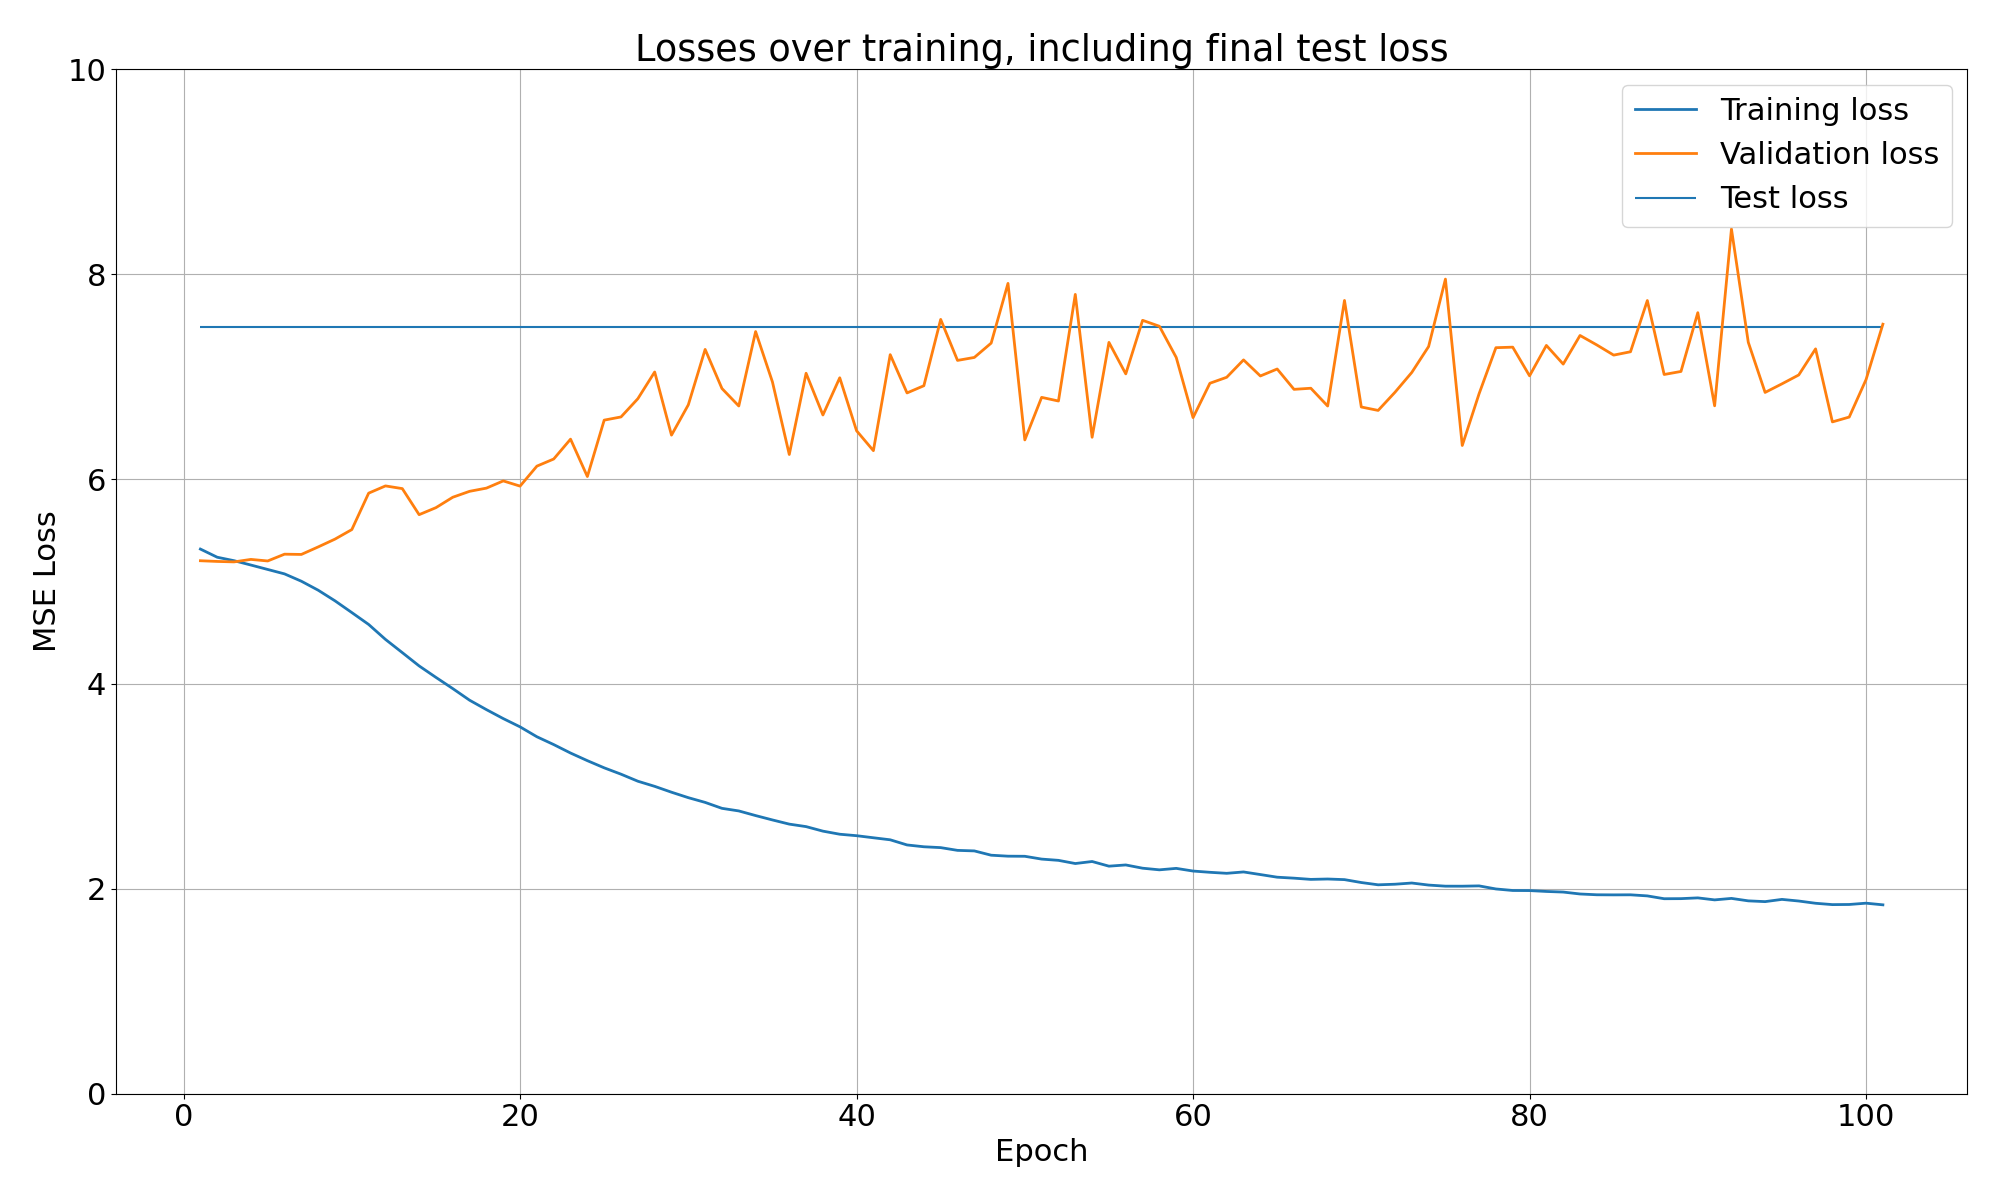 Losses over training, including final test loss
10
8
6
4
2
0
MSE Loss
Training loss
Validation loss
Test loss
0 20 40 60 80 100
Epoch